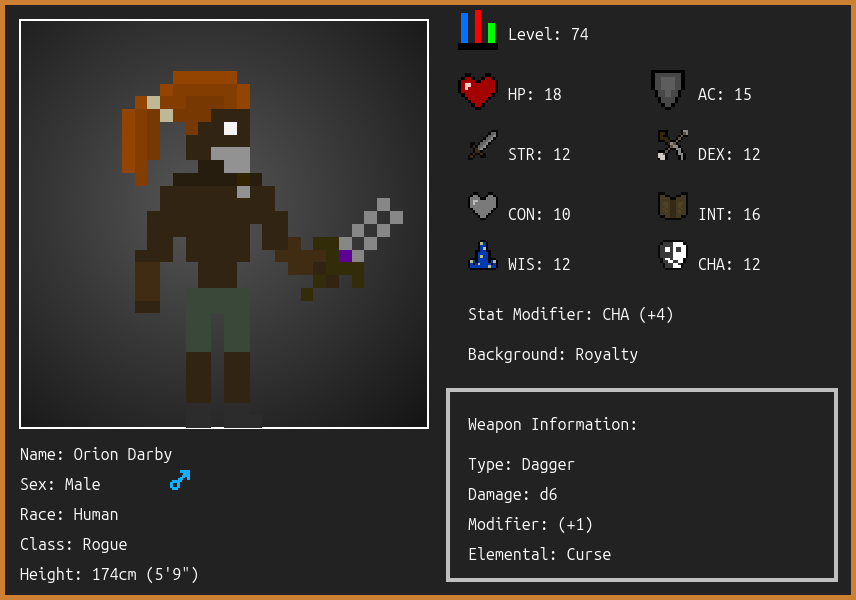 Level: 74
HP: 18
AC: 15
STR: 12
DEX: 12
CON: 10
INT: 16
WIS: 12
CHA: 12
Stat Modifier: CHA (+4)
Background: Royalty
Weapon Information:
Type: Dagger
Damage: d6
Modifier: (+1)
Elemental: Curse
Name: Orion Darby
Sex: Male
Race: Human
Class: Rogue
Height: 174cm (5'9")